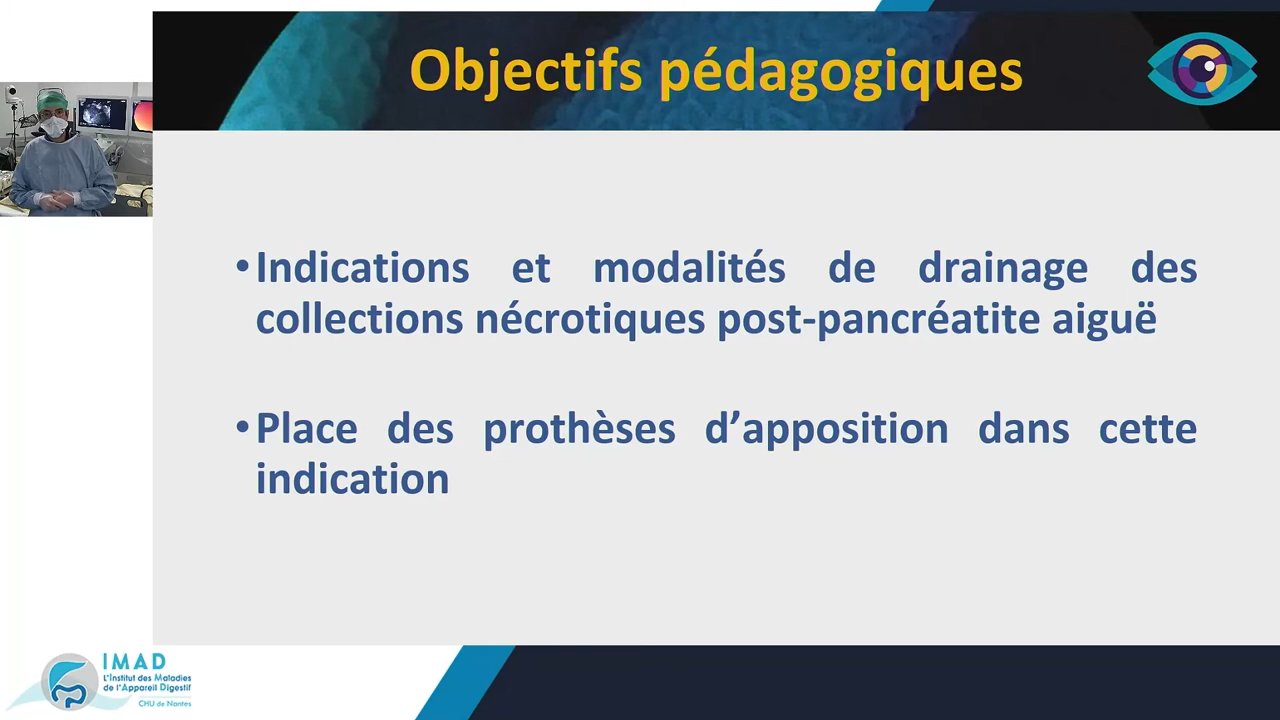 Objectifs pédagogiques
•Indications et modalités de drainage des
collections nécrotiques post-pancréatite aiguë
•Place des prothèses d’apposition dans cette
indication
IMAD
L'Institut des Maladies
de l'Appareil Digestif
CHU de Nantes